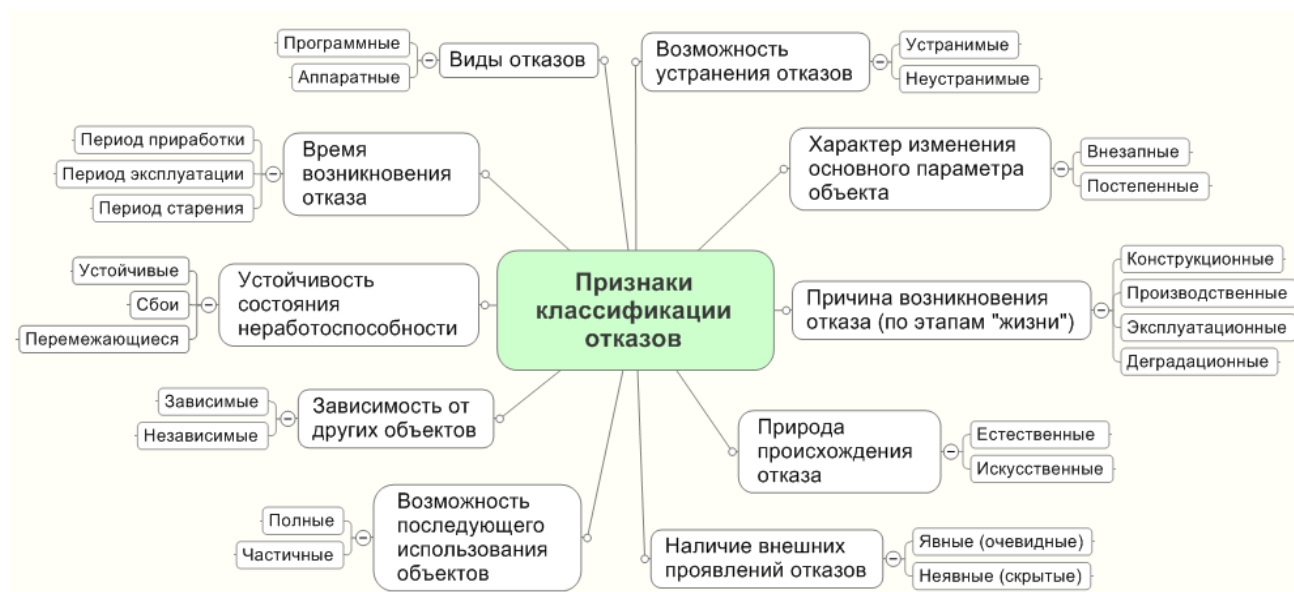 Признаки
классификации
отказов
Виды отказов
Программные
Аппаратные
Время
возникновения
отказа
Период приработки
Период эксплуатации
Период старения
Устойчивость
состояния
неработоспособности
Устойчивые
Сбои
Перемежающиеся
Зависимость от
других объектов
Зависимые
Независимые
Возможность
последующего
использования
объектов
Полные
Частичные
Возможность
устранения отказов
Устранимые
Неустранимые
Характер изменения
основного параметра
объекта
Внезапные
Постепенные
Причина возникновения
отказа (по этапам "жизни")
Конструкционные
Производственные
Эксплуатационные
Деградационные
Природа
происхождения
отказа
Естественные
Искусственные
Наличие внешних
проявлений отказов
Явные (очевидные)
Неявные (скрытые)